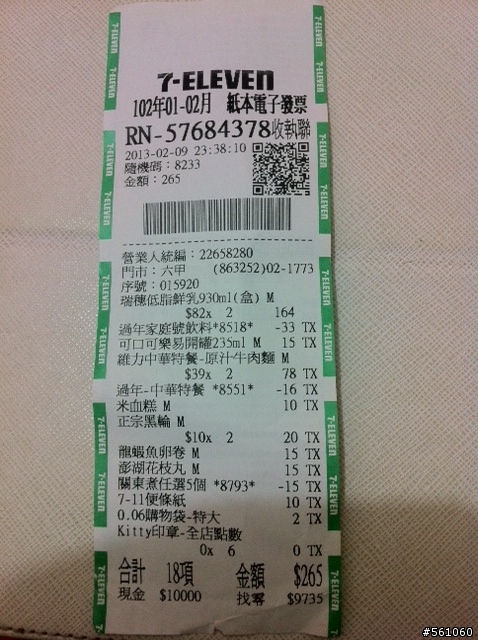 7-ELEVEN
102年01-02月 紙本電子發票
RN-57684378收執聯
2013-02-09 23:38:10
隨機碼：8233
金額：265
營業人統編：22658280
門市：六甲 (863252)02-1773
序號：015920
瑞穗低脂鮮乳930ml(盒) M
$82x 2 164
過年家庭號飲料*8518* -33 TX
可口可樂易開罐235ml M 15 TX
維力中華特餐-原汁牛肉麵 M
$39x 2 78 TX
過年-中華特餐 *8551* -16 TX
米血糕 M 10 TX
正宗黑輪 M
$10x 2 20 TX
龍蝦魚卵卷 M 15 TX
澎湖花枝丸 M 15 TX
關東煮任選5個 *8793* -15 TX
7-11便條紙 10 TX
0.06購物袋-特大 2 TX
Kitty印章-全店點數
0x 6 0 TX
合計 18項 金額 $265
現金 $10000 找零 $9735
#561060